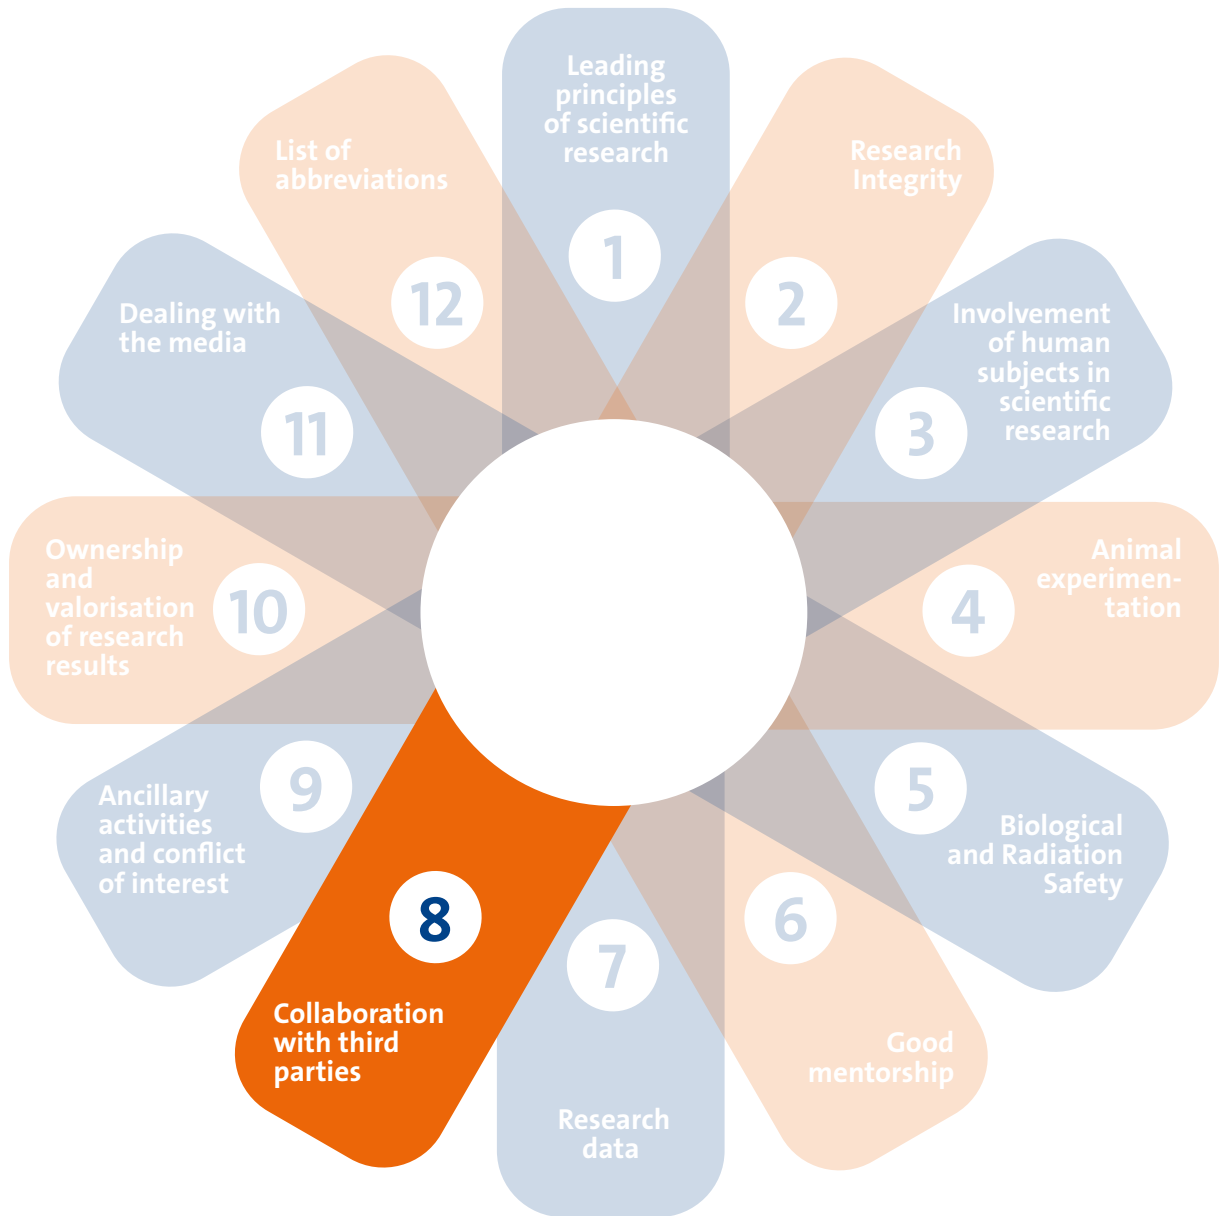 Leading
principles
of scientific
research
1
Research
Integrity
2
Involvement
of human
subjects in
scientific
research
3
Animal
experimen-
tation
4
5
Biological
and Radiation
Safety
6
Good
mentorship
7
Research
data
8
Collaboration
with third
parties
9
Ancillary
activities
and conflict
of interest
Ownership
and
valorisation
of research
results
10
Dealing with
the media
11
List of
abbreviations
12